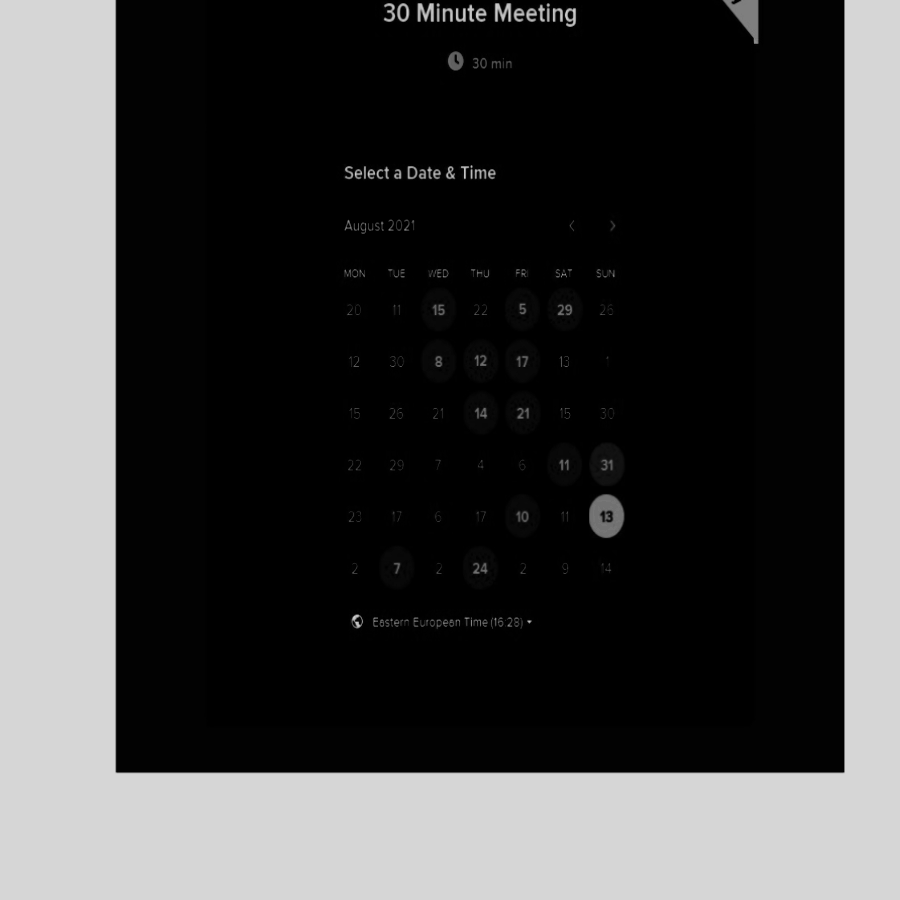 30 Minute Meeting
30 min
Select a Date & Time
August 2021
MON TUE WED THU FRI SAT SUN
20 11 15 22 5 29 26
12 30 8 12 17 13 1
15 26 21 14 21 15 30
22 29 7 4 6 11 31
23 17 6 17 10 11 13
2 7 2 24 2 9 14
Eastern European Time (16:28)